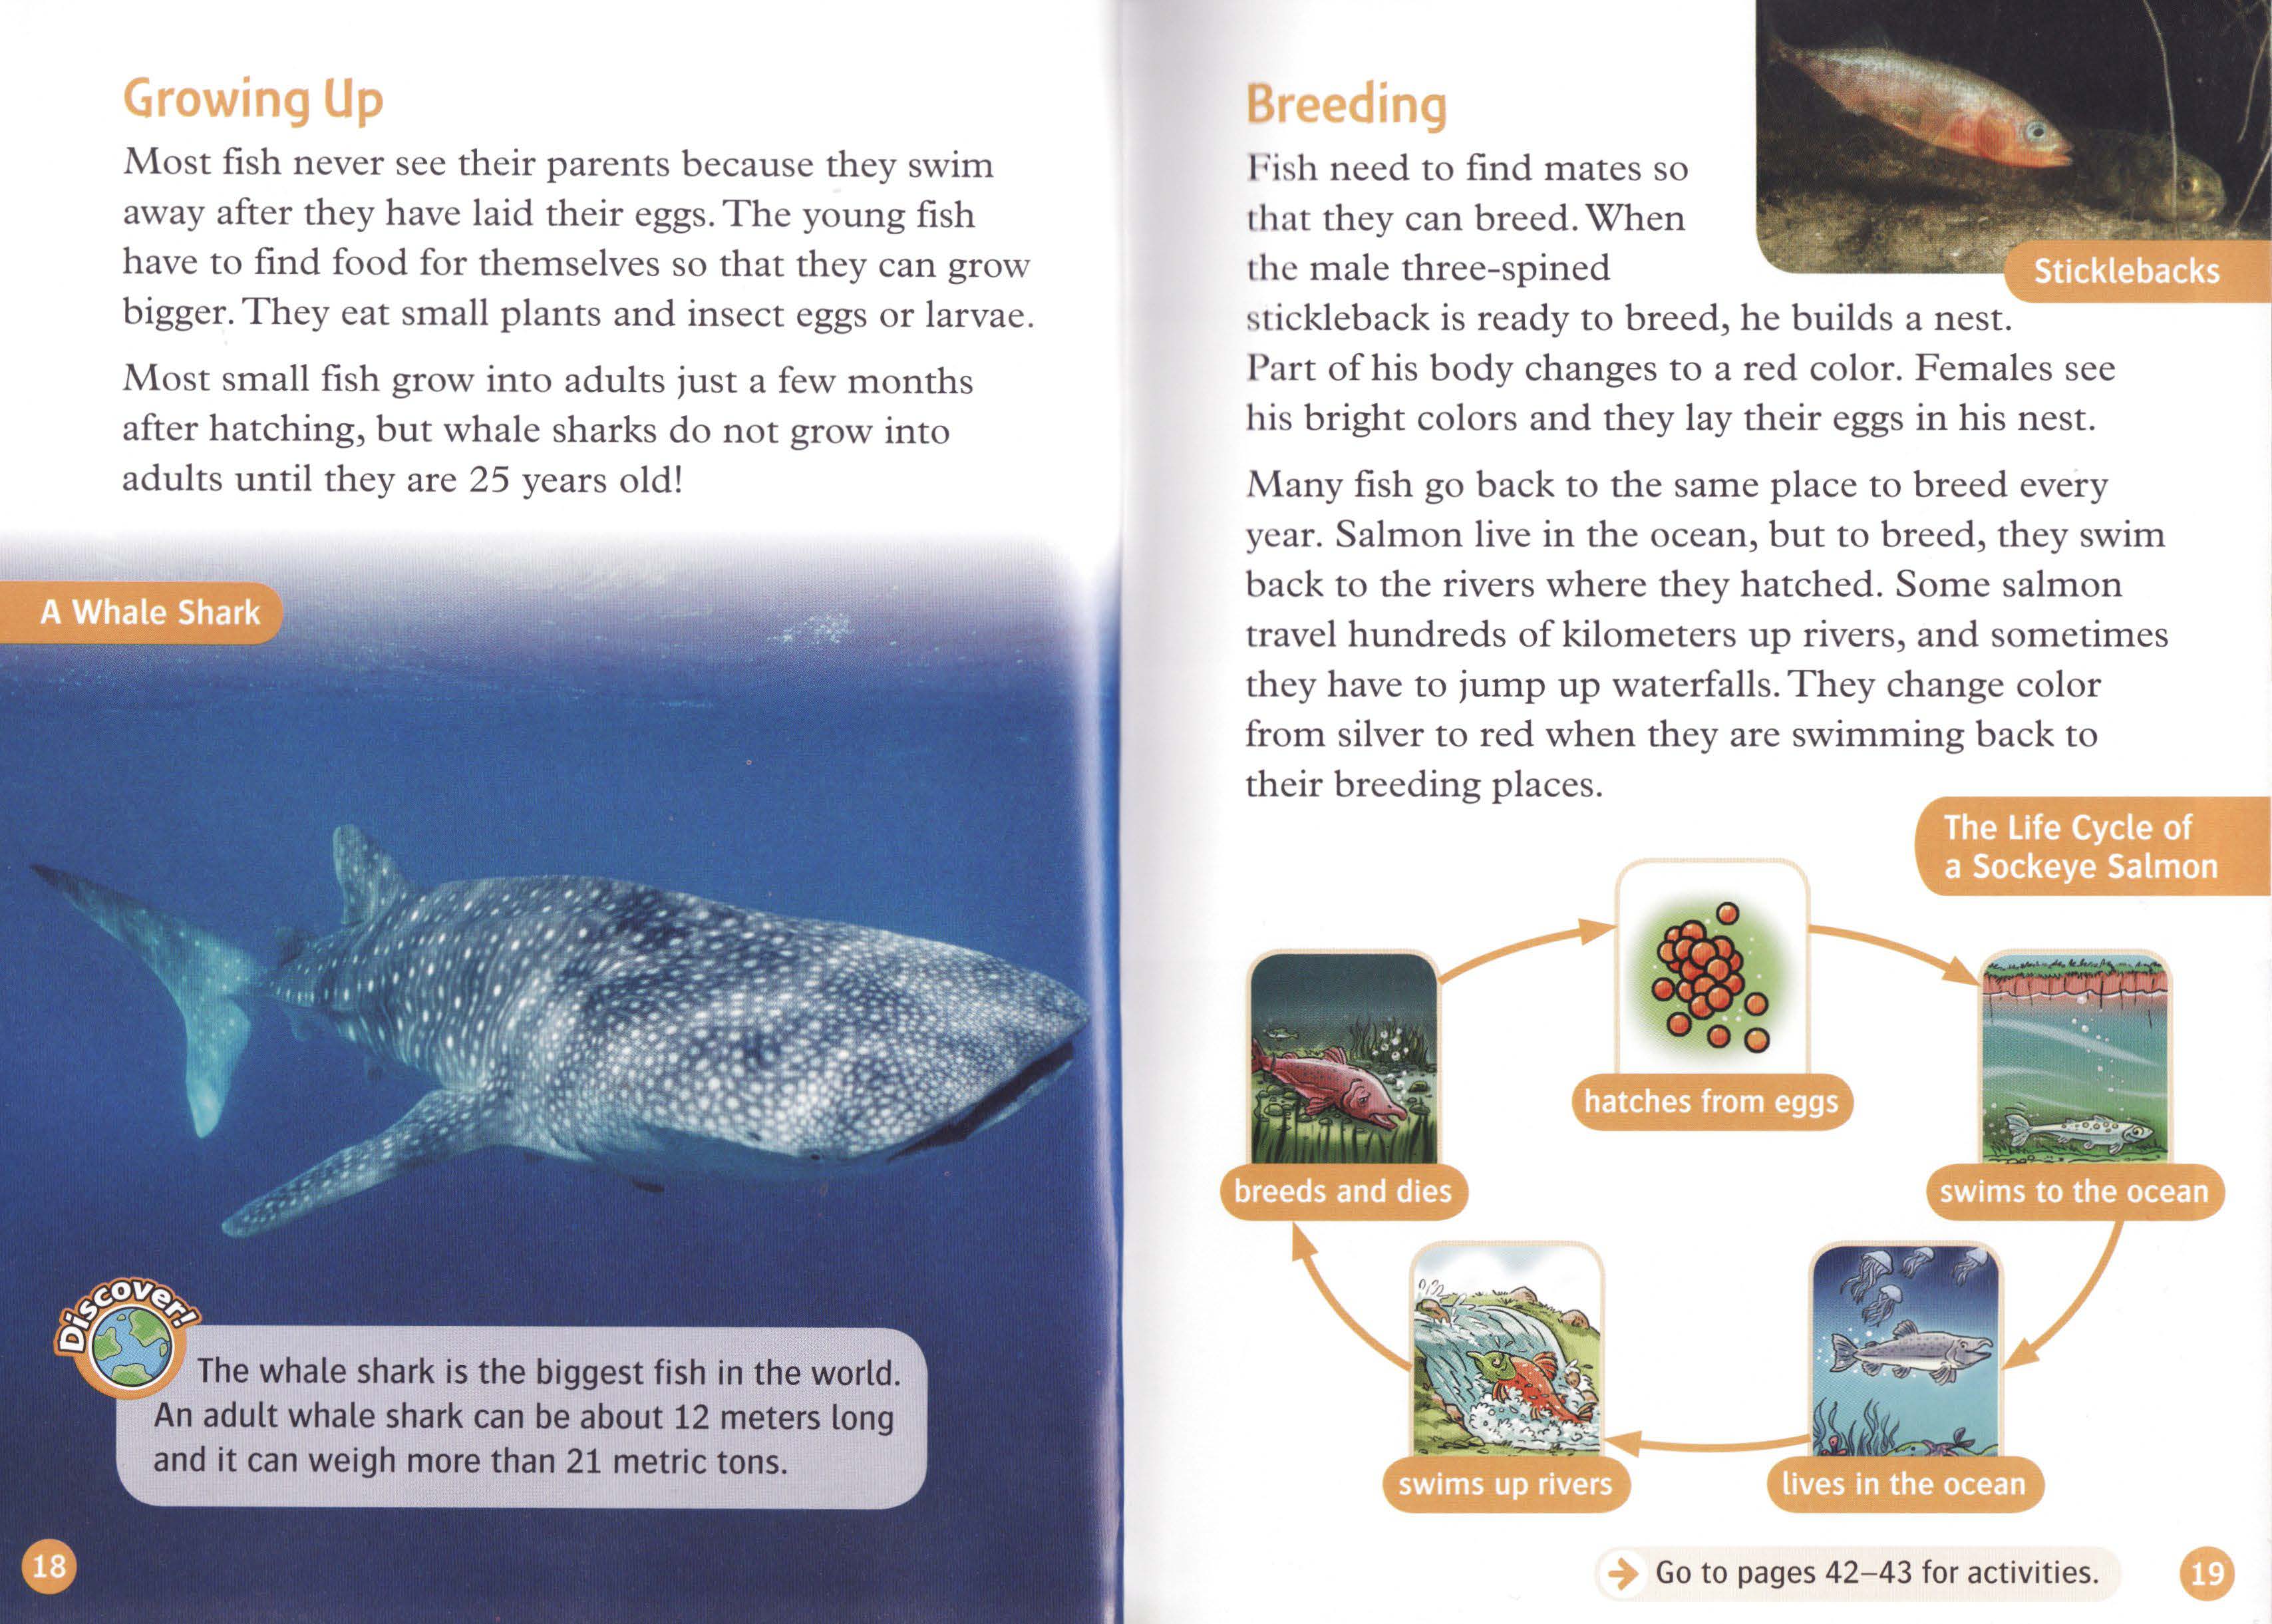 Growing Up
Most fish never see their parents because they swim
away after they have laid their eggs. The young fish
have to find food for themselves so that they can grow
bigger. They eat small plants and insect eggs or larvae.
Most small fish grow into adults just a few months
after hatching, but whale sharks do not grow into
adults until they are 25 years old!
A Whale Shark
Discover!
The whale shark is the biggest fish in the world.
An adult whale shark can be about 12 meters long
and it can weigh more than 21 metric tons.
18
Breeding
Fish need to find mates so
that they can breed. When
the male three-spined
stickleback is ready to breed, he builds a nest.
Part of his body changes to a red color. Females see
his bright colors and they lay their eggs in his nest.
Sticklebacks
Many fish go back to the same place to breed every
year. Salmon live in the ocean, but to breed, they swim
back to the rivers where they hatched. Some salmon
travel hundreds of kilometers up rivers, and sometimes
they have to jump up waterfalls. They change color
from silver to red when they are swimming back to
their breeding places.
The Life Cycle of
a Sockeye Salmon
hatches from eggs
swims to the ocean
lives in the ocean
swims up rivers
breeds and dies
Go to pages 42–43 for activities.
19